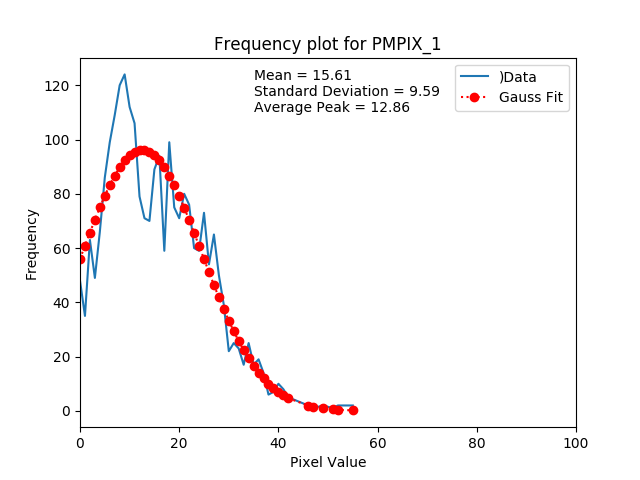 Frequency plot for PMPIX_1
Mean = 15.61
Standard Deviation = 9.59
Average Peak = 12.86
)Data
Gauss Fit
Frequency
120
100
80
60
40
20
0
0 20 40 60 80 100
Pixel Value